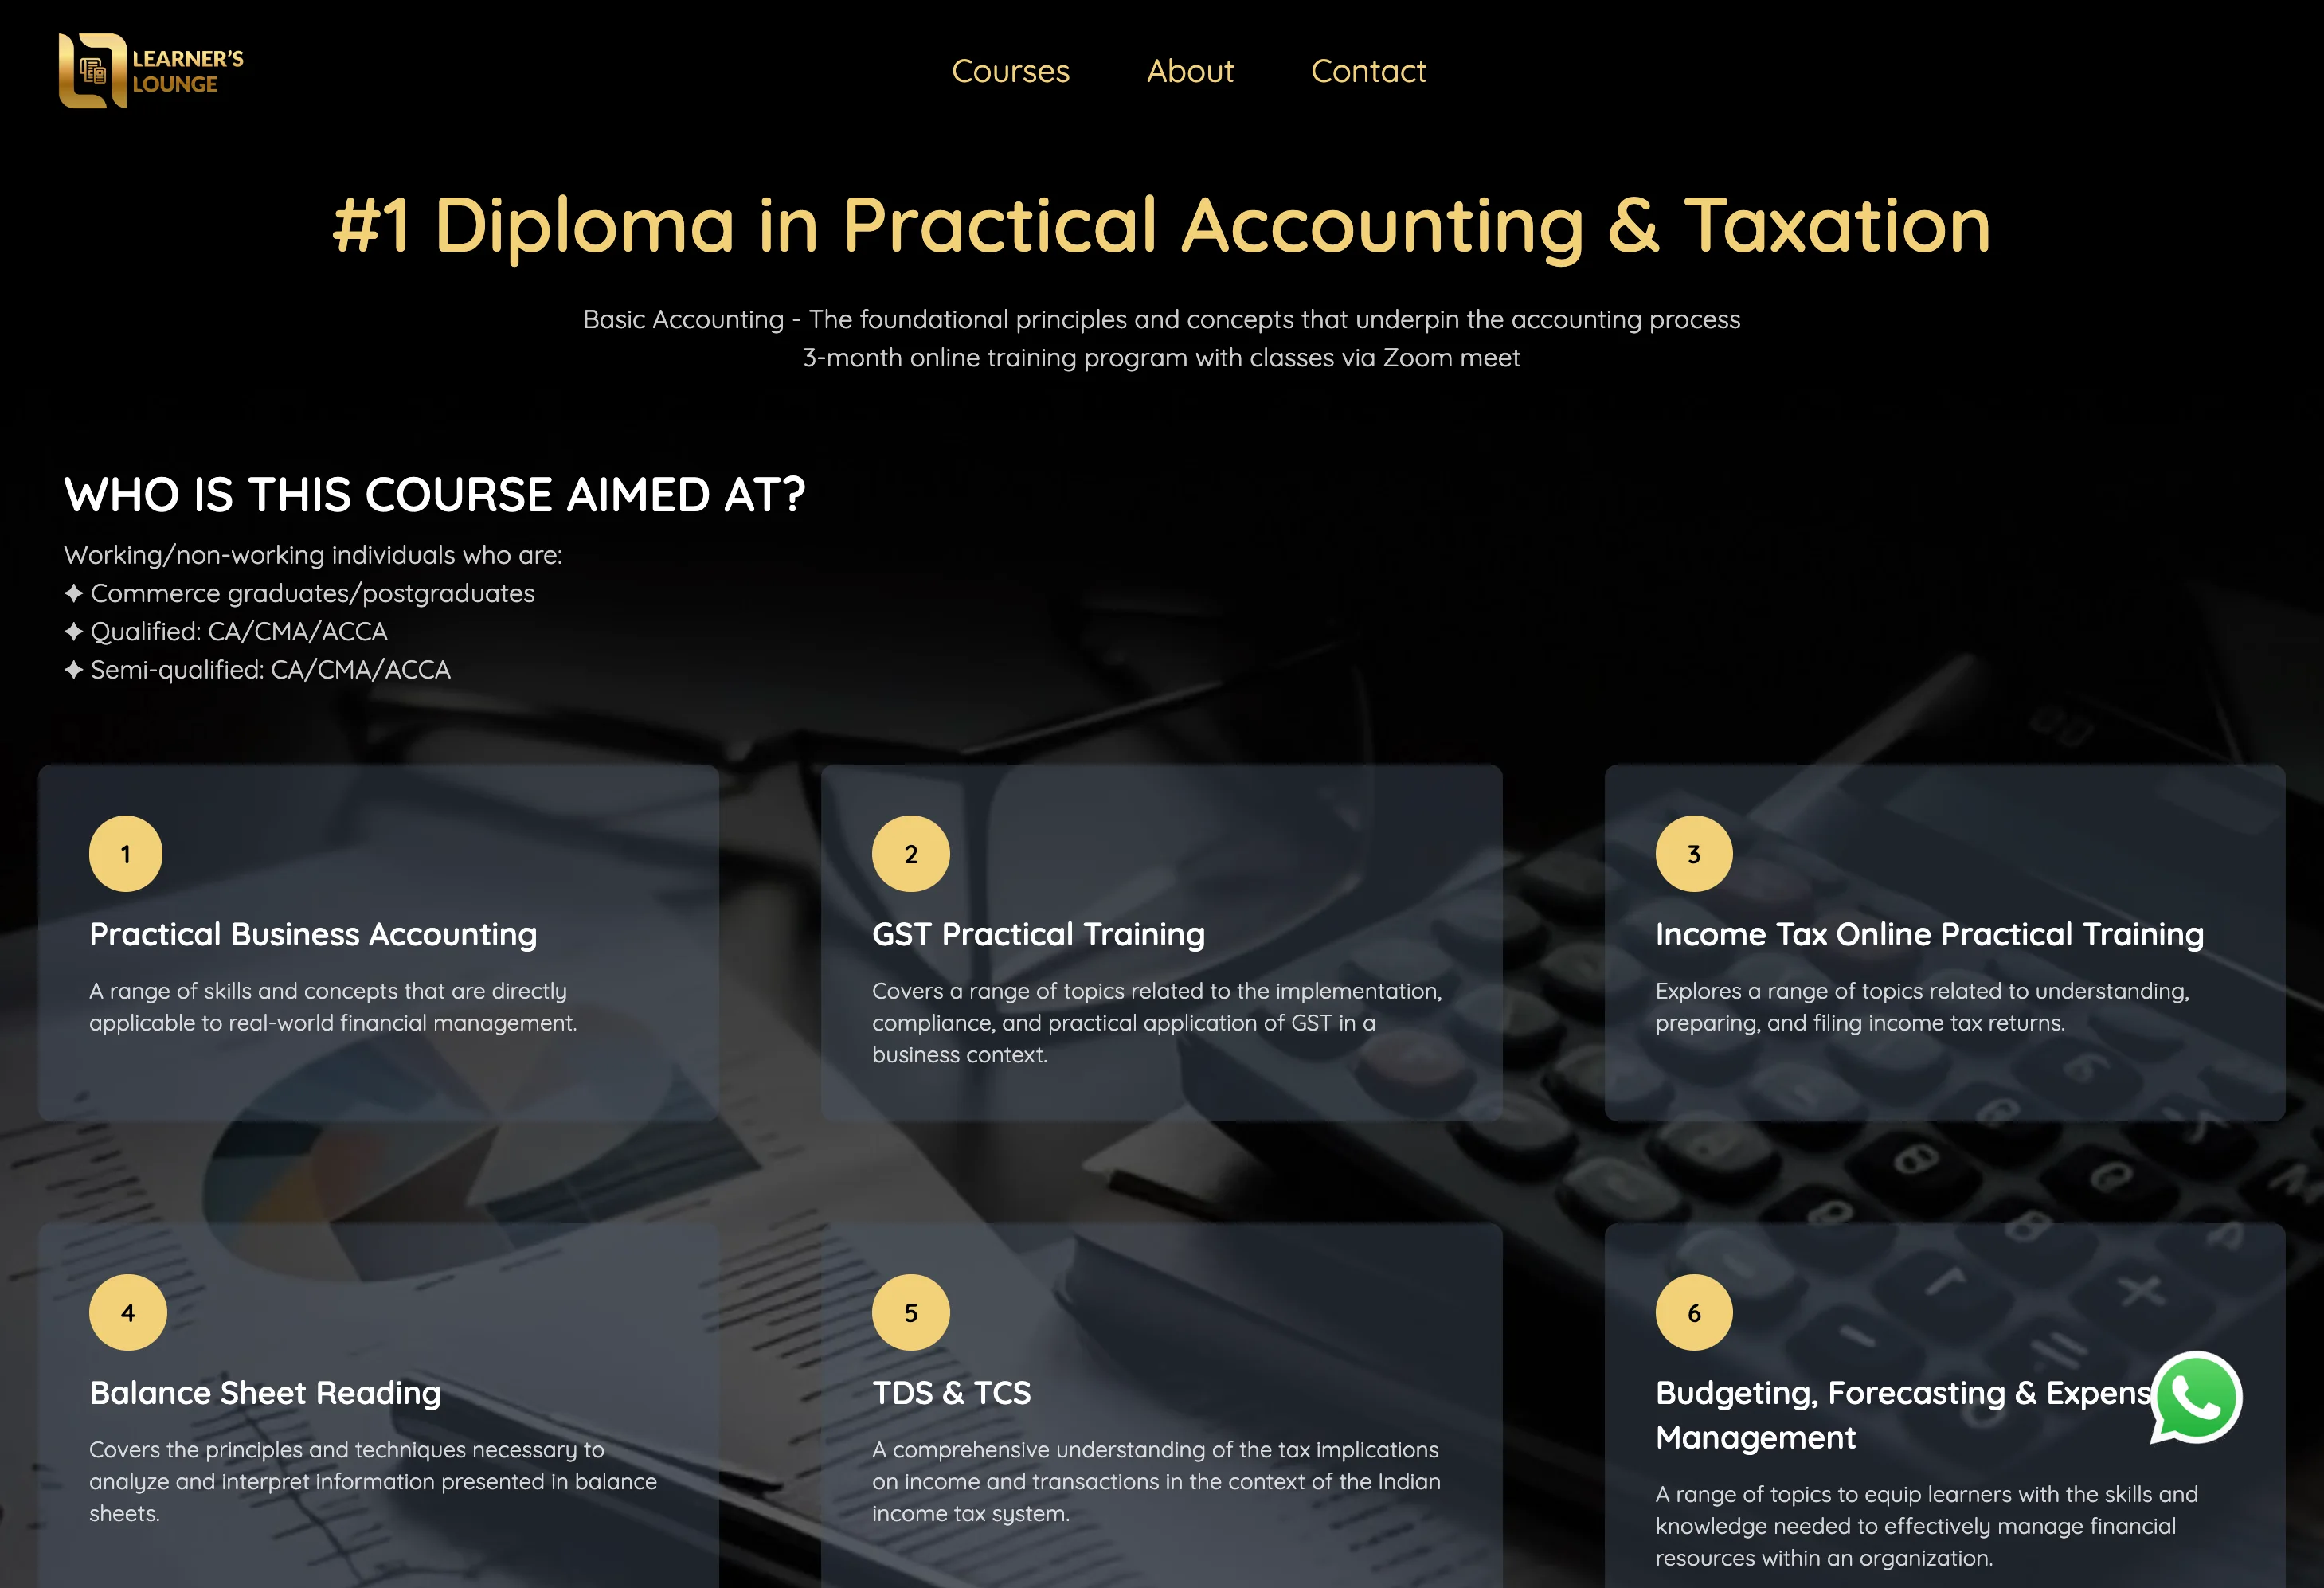 LEARNER'S
LOUNGE
Courses
About
Contact
#1 Diploma in Practical Accounting & Taxation
Basic Accounting - The foundational principles and concepts that underpin the accounting process
3-month online training program with classes via Zoom meet
WHO IS THIS COURSE AIMED AT?
Working/non-working individuals who are:
✦ Commerce graduates/postgraduates
✦ Qualified: CA/CMA/ACCA
✦ Semi-qualified: CA/CMA/ACCA
1
Practical Business Accounting
A range of skills and concepts that are directly
applicable to real-world financial management.
2
GST Practical Training
Covers a range of topics related to the implementation,
compliance, and practical application of GST in a
business context.
3
Income Tax Online Practical Training
Explores a range of topics related to understanding,
preparing, and filing income tax returns.
4
Balance Sheet Reading
Covers the principles and techniques necessary to
analyze and interpret information presented in balance
sheets.
5
TDS & TCS
A comprehensive understanding of the tax implications
on income and transactions in the context of the Indian
income tax system.
6
Budgeting, Forecasting & Expens
Management
A range of topics to equip learners with the skills and
knowledge needed to effectively manage financial
resources within an organization.